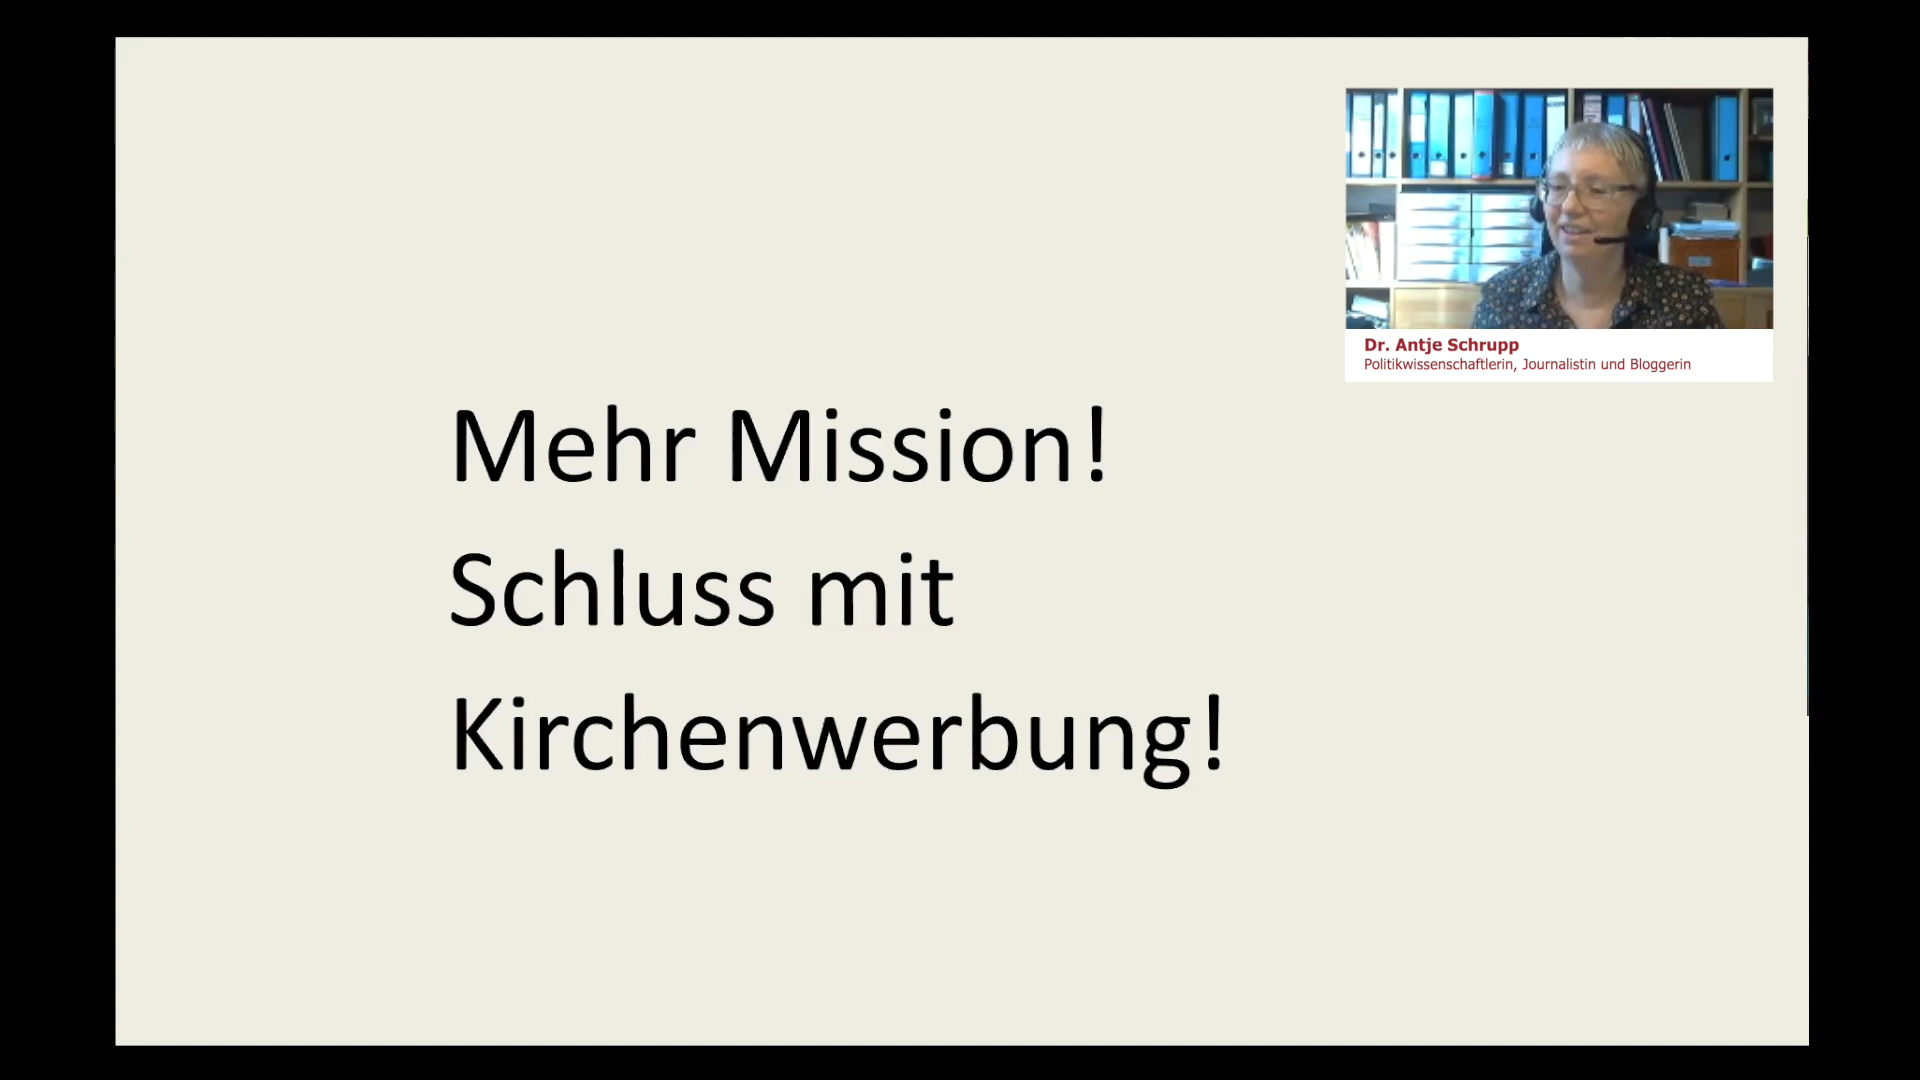 Dr. Antje Schrupp
Politikwissenschaftlerin, Journalistin und Bloggerin
Mehr Mission!
Schluss mit
Kirchenwerbung!